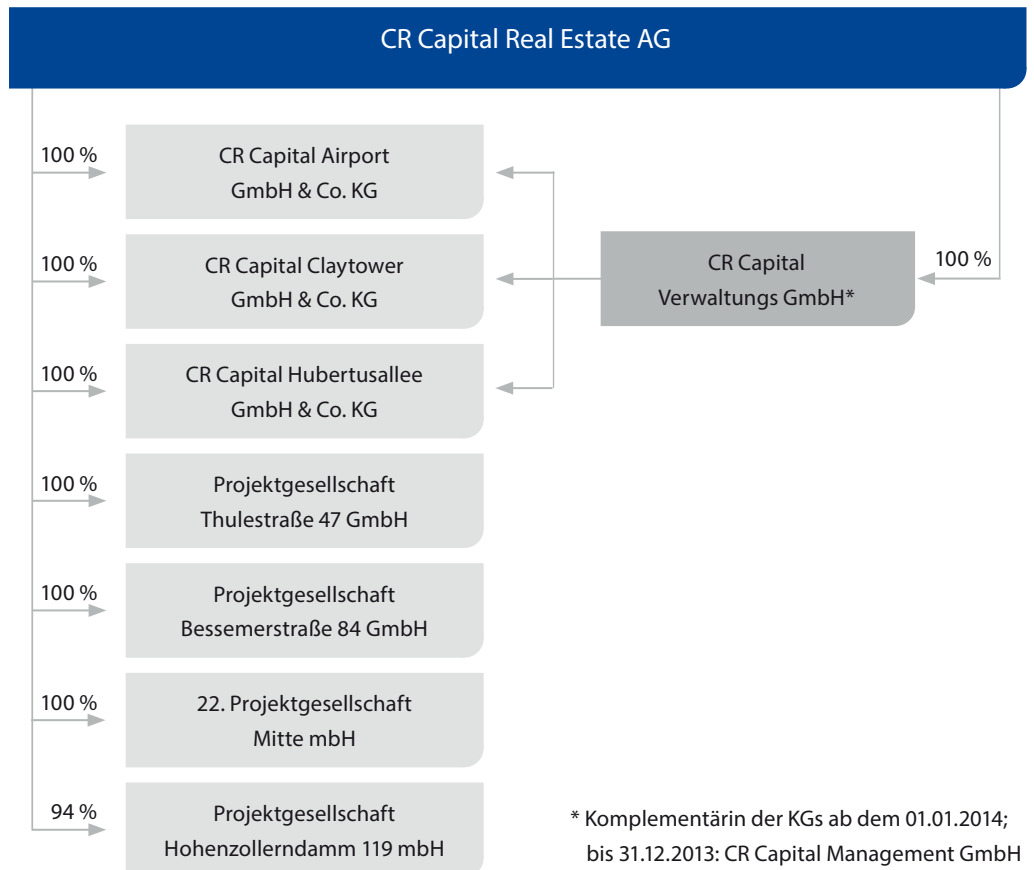 CR Capital Real Estate AG
100 %
CR Capital Airport
GmbH & Co. KG
100 %
CR Capital Claytower
GmbH & Co. KG
CR Capital
Verwaltungs GmbH*
100 %
100 %
CR Capital Hubertusallee
GmbH & Co. KG
100 %
Projektgesellschaft
Thulestraße 47 GmbH
100 %
Projektgesellschaft
Bessemerstraße 84 GmbH
100 %
22. Projektgesellschaft
Mitte mbH
94 %
Projektgesellschaft
Hohenzollerndamm 119 mbH
* Komplementärin der KGs ab dem 01.01.2014;
bis 31.12.2013: CR Capital Management GmbH